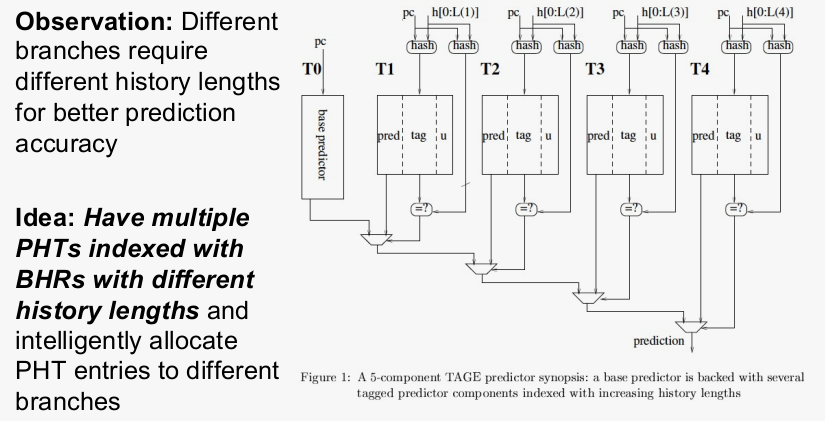 Observation: Different
branches require
different history lengths
for better prediction
accuracy
Idea: Have multiple
PHTs indexed with
BHRs with different
history lengths and
intelligently allocate
PHT entries to different
branches
pc h[0:L(1)] pc h[0:L(2)] pc h[0:L(3)] pc h[0:L(4)]
pc
hash hash hash hash hash hash hash hash
T0 T1 T2 T3 T4
base predictor
pred tag u pred tag u pred tag u pred tag u
=? =? =? =?
prediction
Figure 1: A 5-component TAGE predictor synopsis: a base predictor is backed with several
tagged predictor components indexed with increasing history lengths